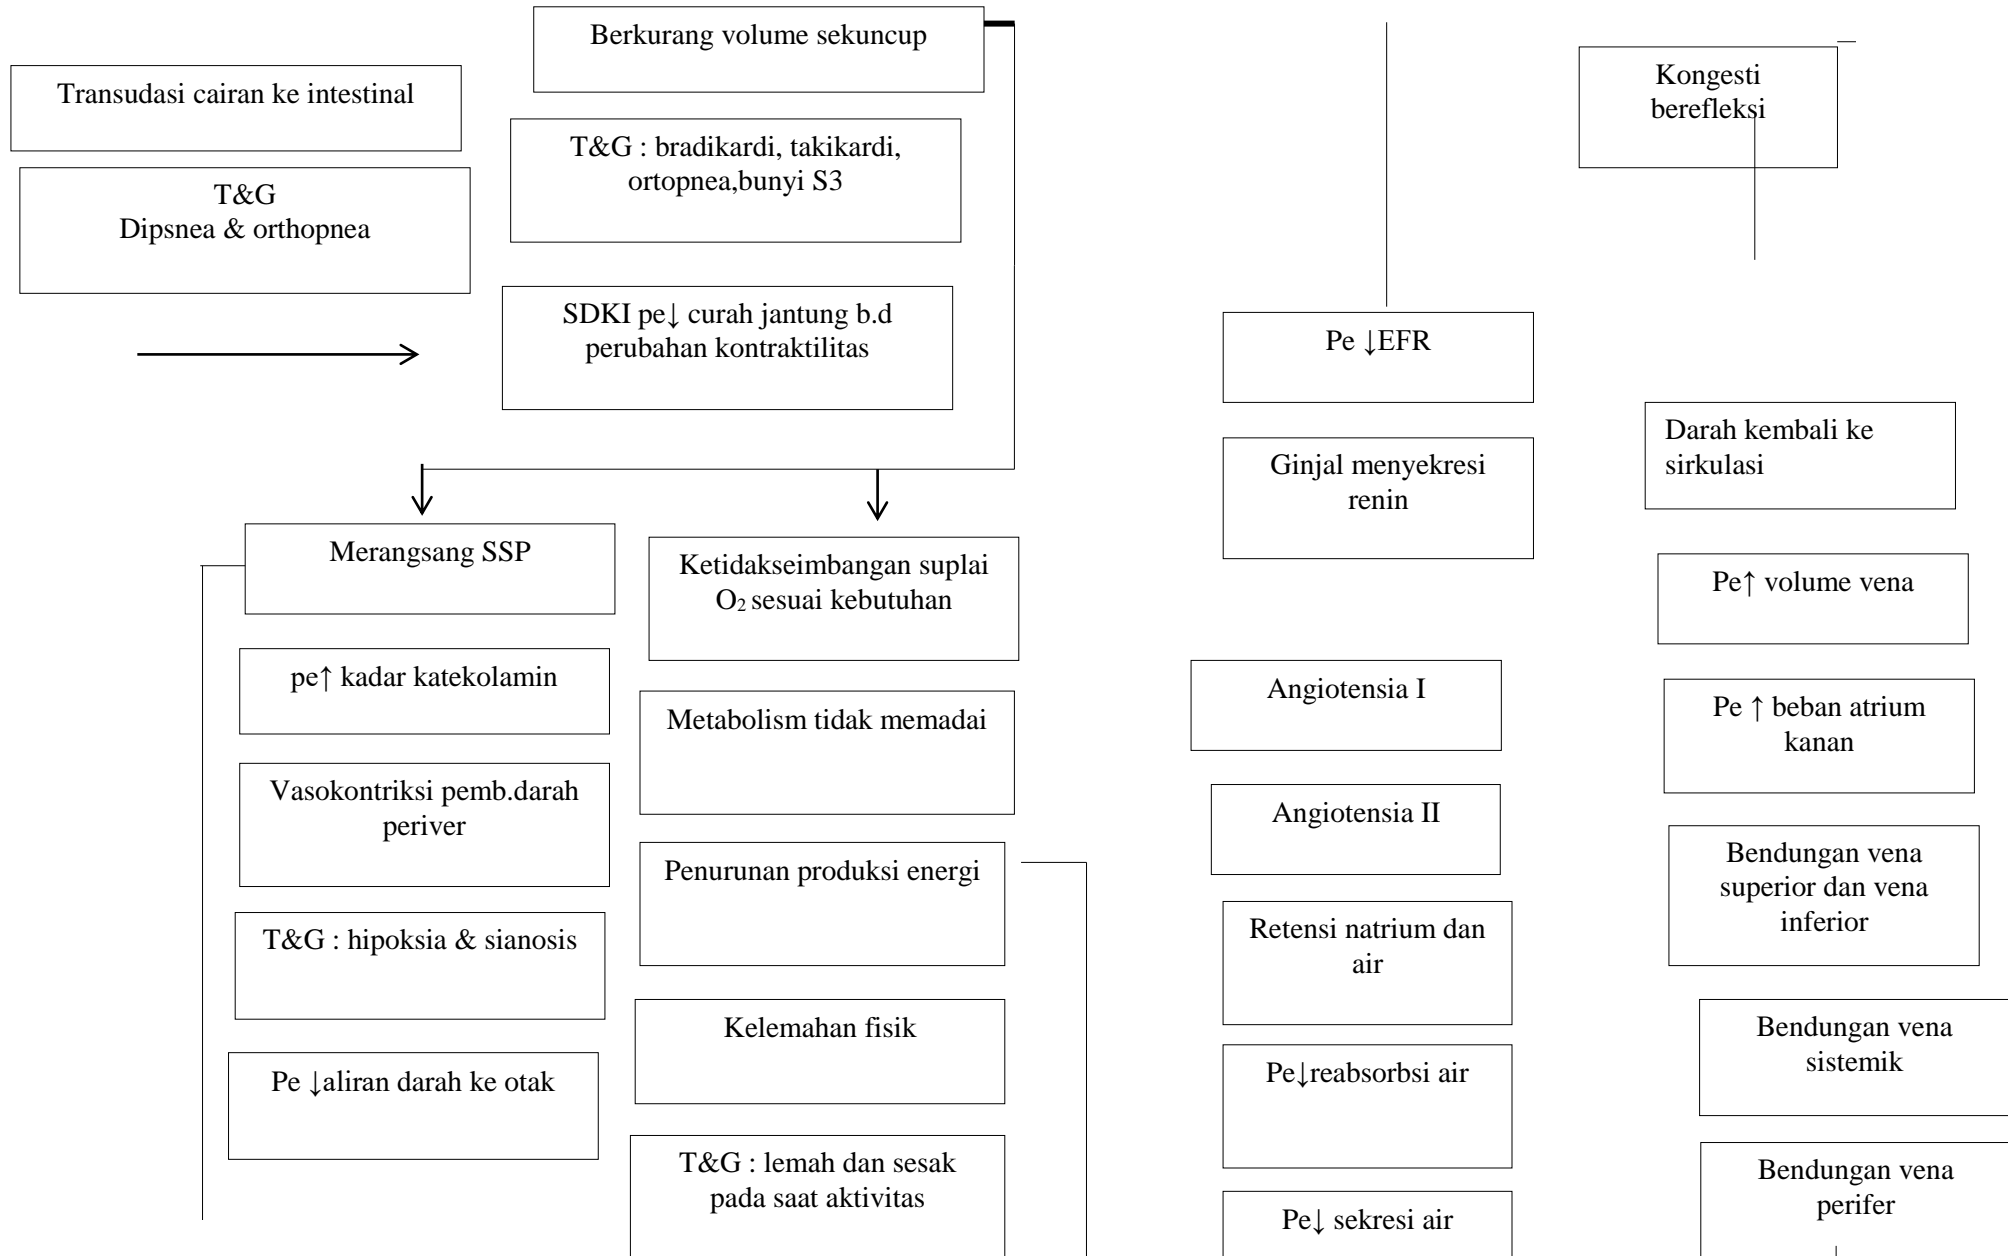 Berkurang volume sekuncup
Transudasi cairan ke intestinal
T&G : bradikardi, takikardi,
ortopnea,bunyi S3
T&G
Dipsnea & orthopnea
SDKI pe↓ curah jantung b.d
perubahan kontraktilitas
Merangsang SSP
pe↑ kadar katekolamin
Vasokontriksi pemb.darah
periver
T&G : hipoksia & sianosis
Pe ↓aliran darah ke otak
Ketidakseimbangan suplai
O₂ sesuai kebutuhan
Metabolism tidak memadai
Penurunan produksi energi
Kelemahan fisik
T&G : lemah dan sesak
pada saat aktivitas
Pe ↓EFR
Ginjal menyekresi
renin
Angiotensia I
Angiotensia II
Retensi natrium dan
air
Pe↓reabsorbsi air
Pe↓ sekresi air
Kongesti
berefleksi
Darah kembali ke
sirkulasi
Pe↑ volume vena
Pe ↑ beban atrium
kanan
Bendungan vena
superior dan vena
inferior
Bendungan vena
sistemik
Bendungan vena
perifer